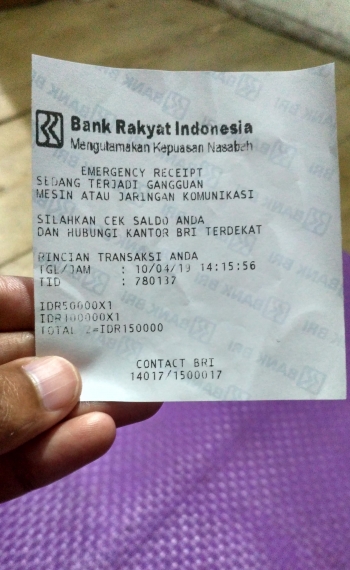 Bank Rakyat Indonesia
Mengutamakan Kepuasan Nasabah
EMERGENCY RECEIPT
SEDANG TERJADI GANGGUAN
MESIN ATAU JARINGAN KOMUNIKASI
SILAHKAN CEK SALDO ANDA
DAN HUBUNGI KANTOR BRI TERDEKAT
RINCIAN TRANSAKSI ANDA
TGL/JAM : 10/04/19 14:15:56
TID : 780137
IDR50000X1
IDR100000X1
TOTAL 2=IDR150000
CONTACT BRI
14017/1500017